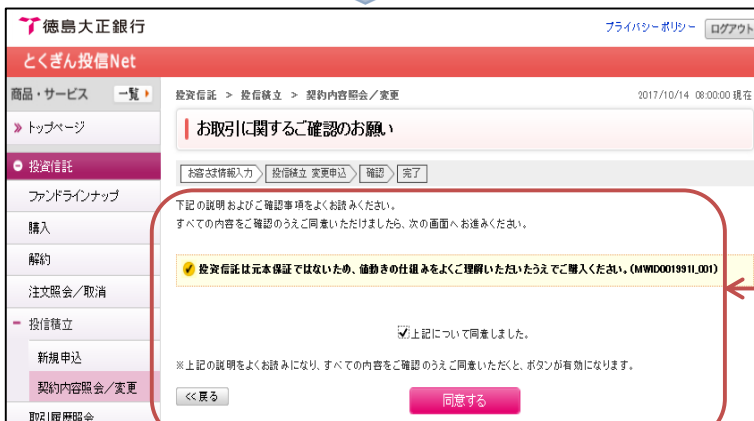 徳島大正銀行
プライバシーポリシー
ログアウト
とくぎん投信Net
商品・サービス 一覧
投資信託 > 投信積立 > 契約内容照会/変更
2017/10/14 08:00:00 現在
トップページ
お取引に関するご確認のお願い
投資信託
お客さま情報入力 投信積立 変更申込 確認 完了
ファンドラインナップ
下記の説明およびご確認事項をよくお読みください。
購入
すべての内容をご確認のうえご同意いただけましたら、次の画面へお進みください。
解約
投資信託は元本保証ではないため、値動きの仕組みをよくご理解いただいたうえでご購入ください。(MWID0019911_001)
注文照会/取消
投信積立
上記について同意しました。
新規申込
※上記の説明をよくお読みになり、すべての内容をご確認のうえご同意いただくと、ボタンが有効になります。
契約内容照会/変更
<<戻る
同意する
取引履歴照会